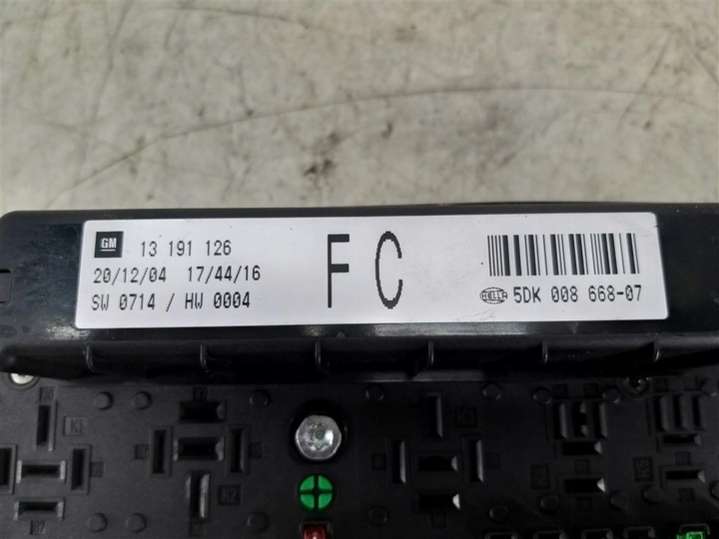 GM 13 191 126
20/12/04 17/44/16
SW 0714 / HW 0004
FC
HELLA 5DK 008 668-07